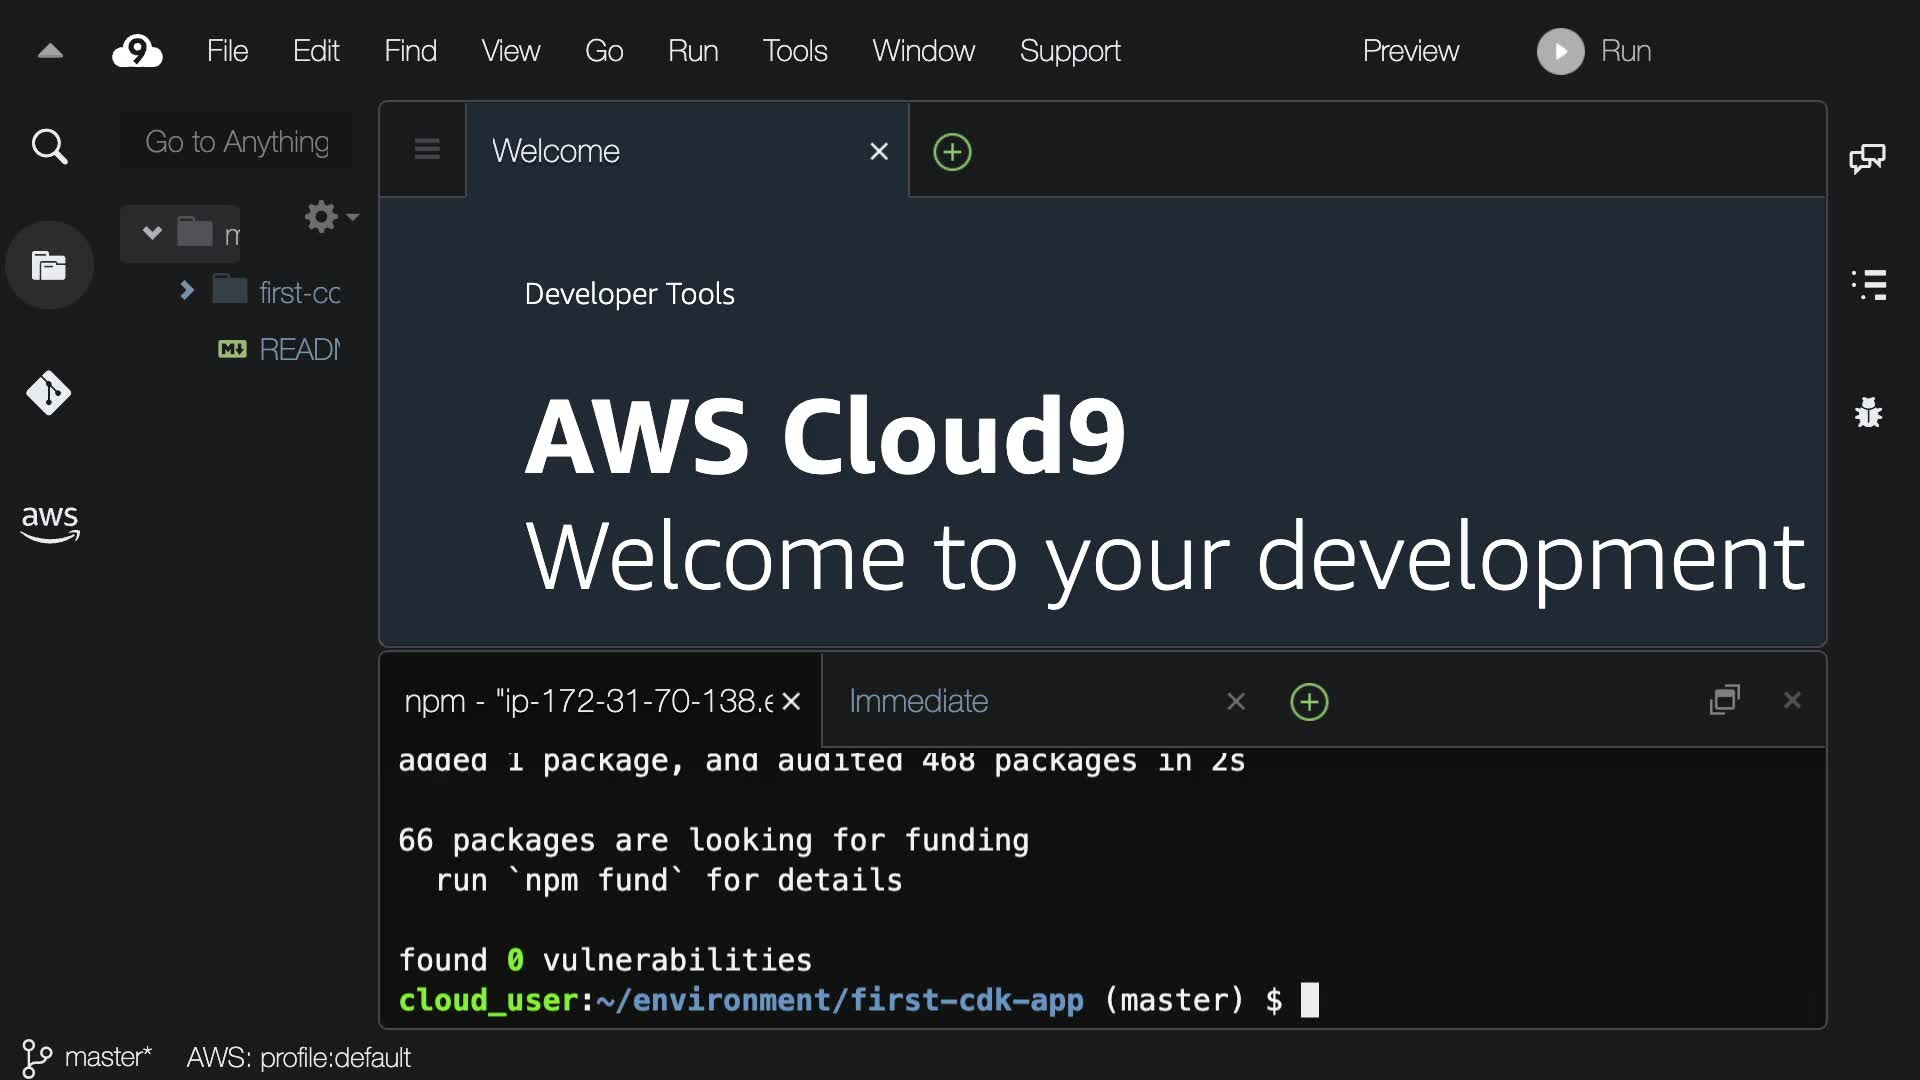 9 File Edit Find View Go Run Tools Window Support Preview Run
Go to Anything
Welcome
m
first-cc
READ
Developer Tools
AWS Cloud9
Welcome to your development
aws
npm - "ip-172-31-70-138.e
Immediate
added 1 package, and audited 468 packages in 2s
66 packages are looking for funding
run `npm fund` for details
found 0 vulnerabilities
cloud_user:~/environment/first-cdk-app (master) $
master* AWS: profile:default